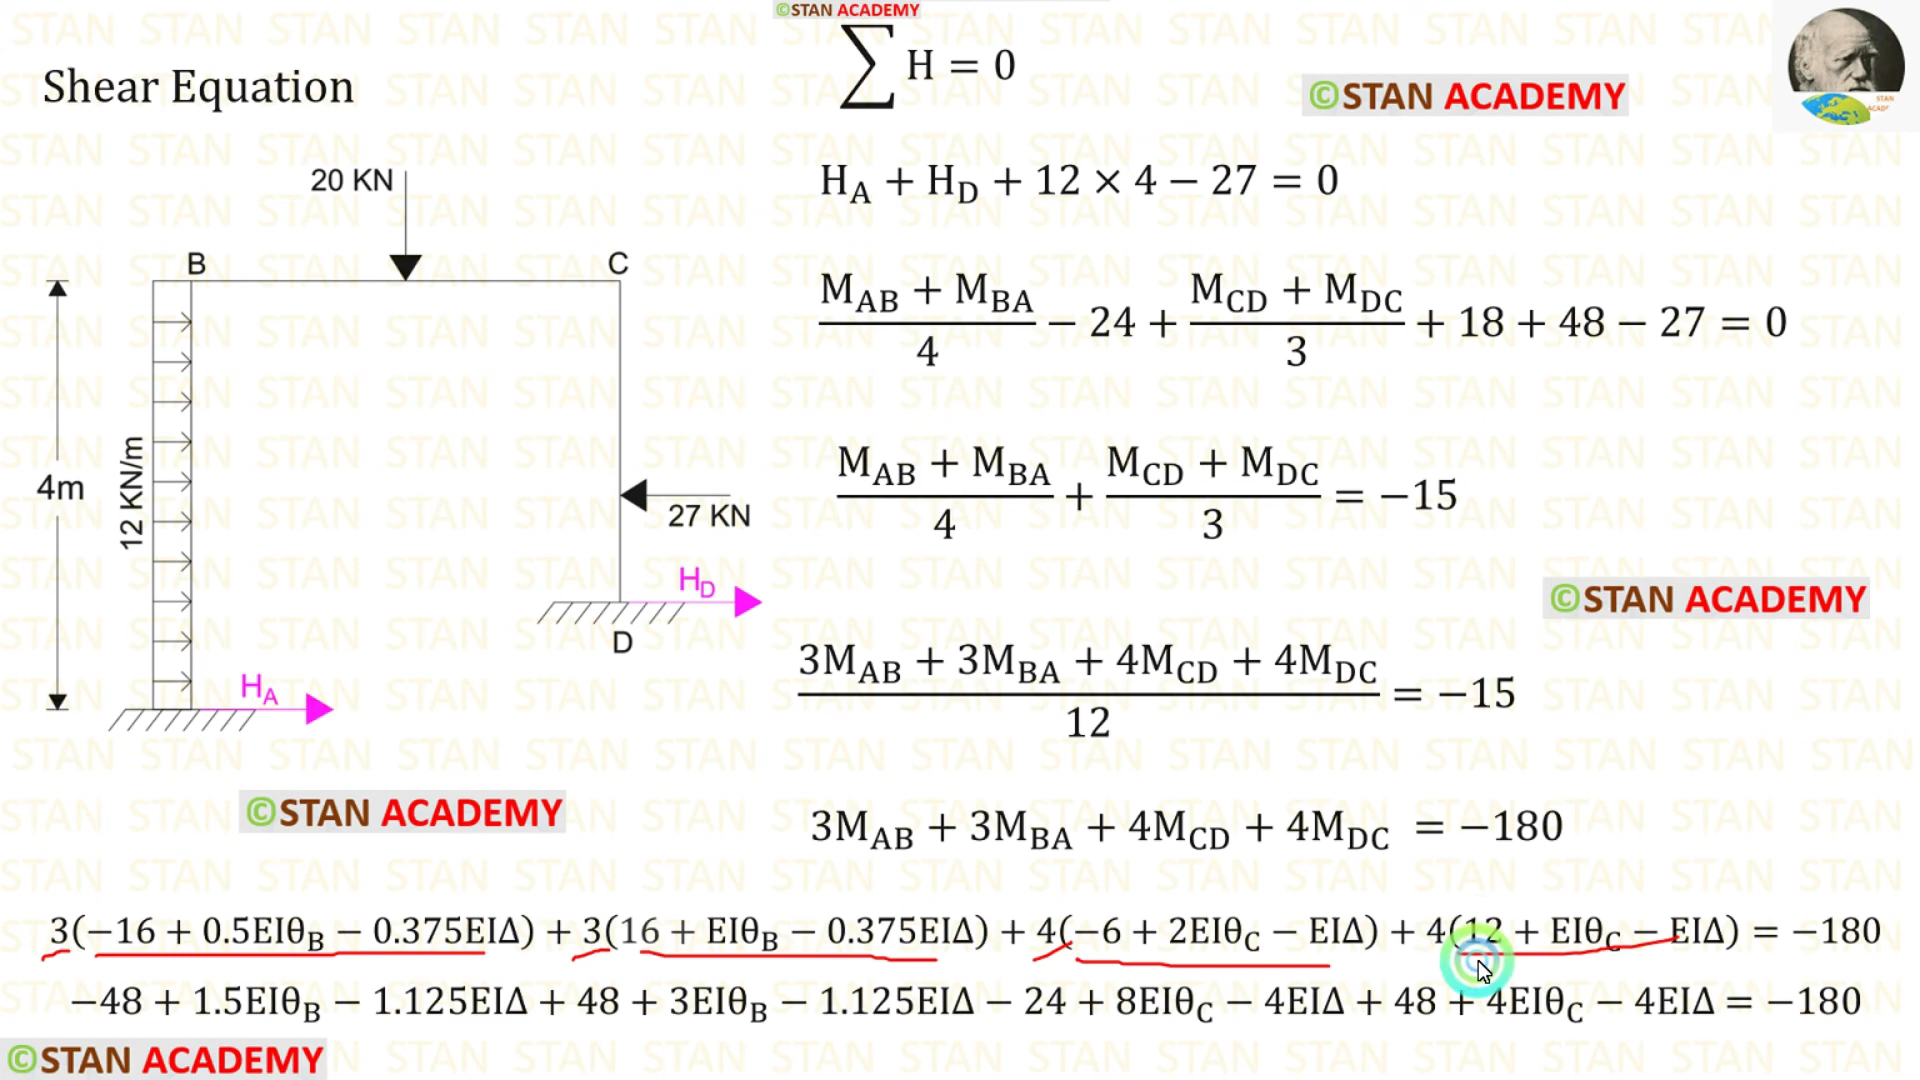 ©STAN ACADEMY
Shear Equation
∑ H = 0
©STAN ACADEMY
STAN ACAD
H_A + H_D + 12 × 4 − 27 = 0
20 KN
B
C
(M_AB + M_BA)/4 − 24 + (M_CD + M_DC)/3 + 18 + 48 − 27 = 0
4m
12 KN/m
27 KN
(M_AB + M_BA)/4 + (M_CD + M_DC)/3 = −15
H_D
D
H_A
©STAN ACADEMY
(3M_AB + 3M_BA + 4M_CD + 4M_DC)/12 = −15
©STAN ACADEMY
3M_AB + 3M_BA + 4M_CD + 4M_DC = −180
3(−16 + 0.5EIθ_B − 0.375EIΔ) + 3(16 + EIθ_B − 0.375EIΔ) + 4(−6 + 2EIθ_C − EIΔ) + 4(12 + EIθ_C − EIΔ) = −180
−48 + 1.5EIθ_B − 1.125EIΔ + 48 + 3EIθ_B − 1.125EIΔ − 24 + 8EIθ_C − 4EIΔ + 48 + 4EIθ_C − 4EIΔ = −180
©STAN ACADEMY